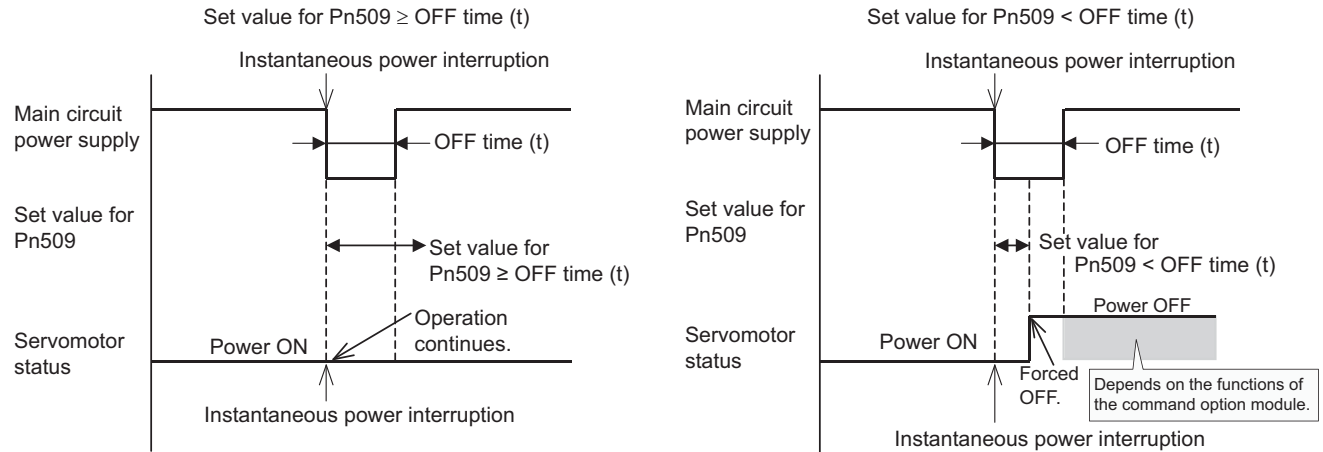 Set value for Pn509 ≥ OFF time (t)
Instantaneous power interruption
Main circuit
power supply
OFF time (t)
Set value for
Pn509
Set value for
Pn509 ≥ OFF time (t)
Operation
continues.
Servomotor
status
Power ON
Instantaneous power interruption
Set value for Pn509 < OFF time (t)
Instantaneous power interruption
Main circuit
power supply
OFF time (t)
Set value for
Pn509
Set value for
Pn509 < OFF time (t)
Power OFF
Servomotor
status
Power ON
Forced
OFF.
Depends on the functions of
the command option module.
Instantaneous power interruption